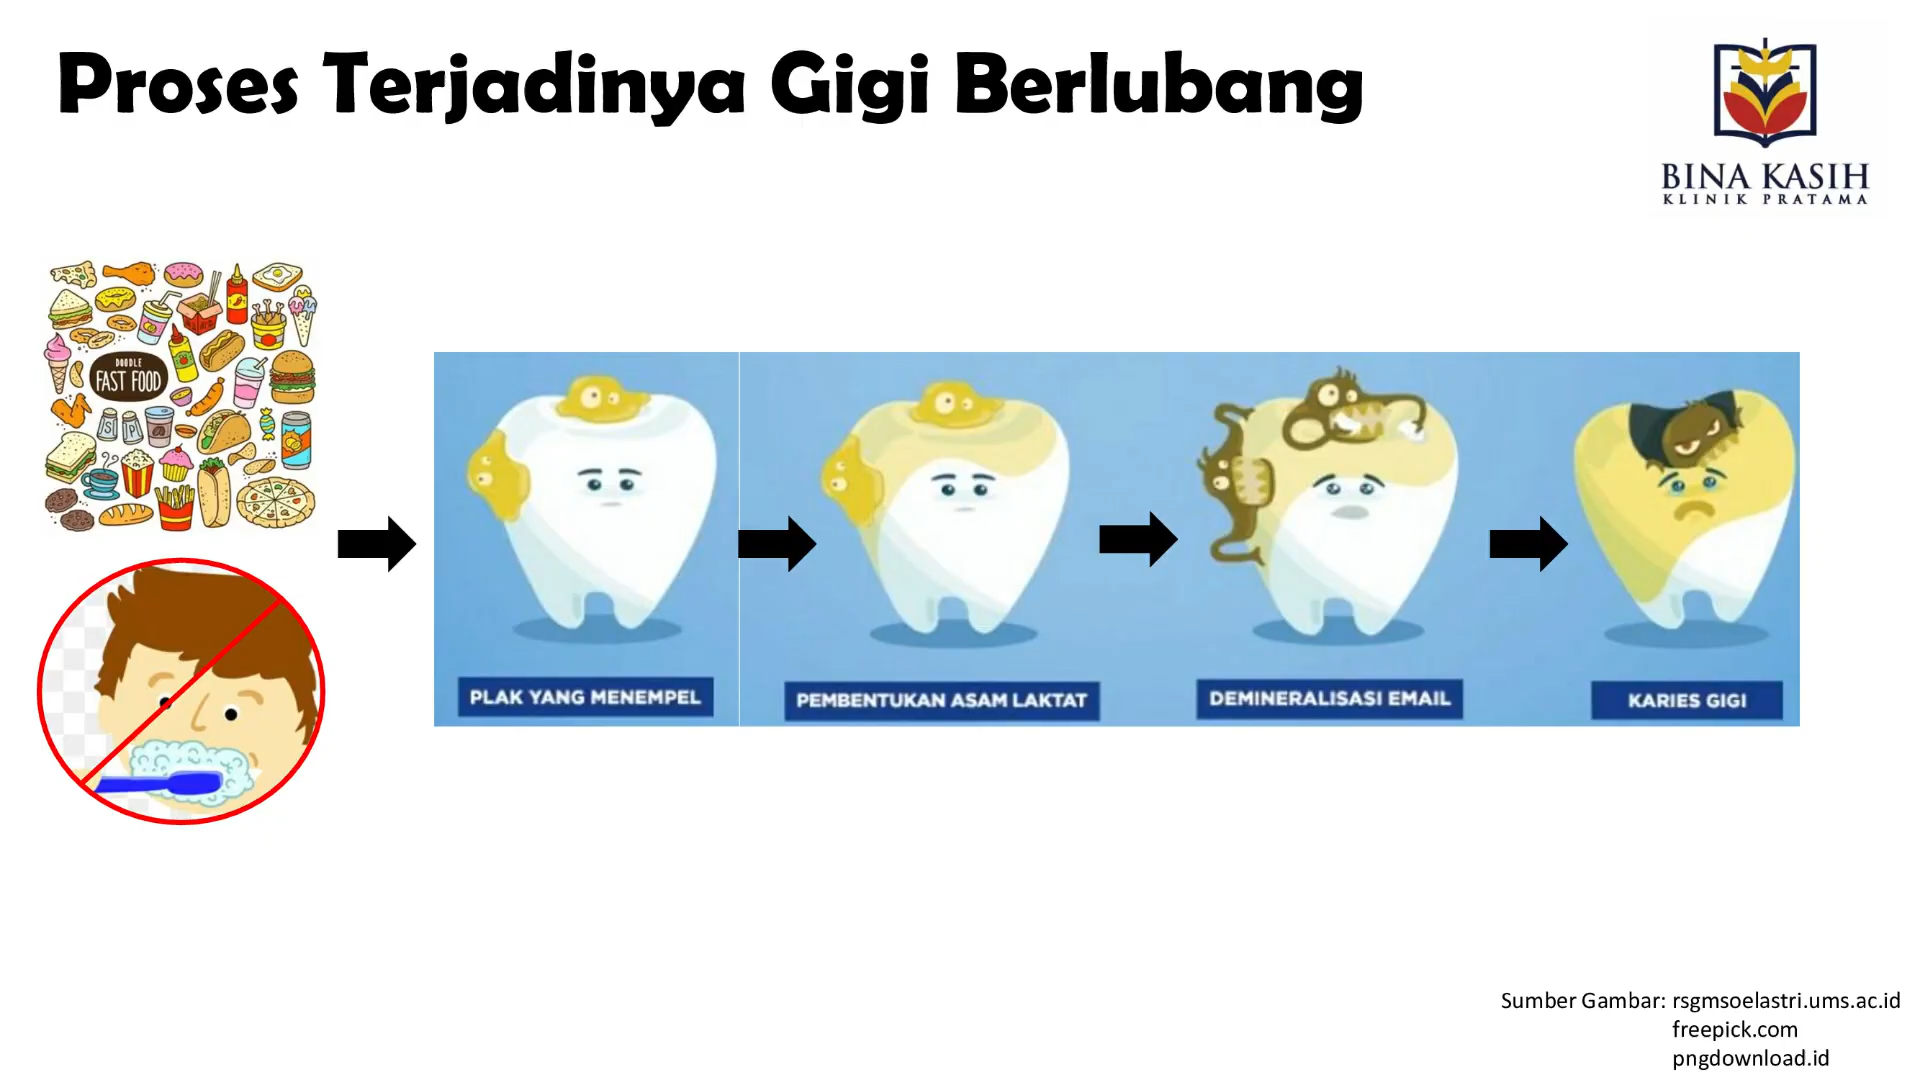 Proses Terjadinya Gigi Berlubang
BINA KASIH
KLINIK PRATAMA
DOODLE
FAST FOOD
S P
PLAK YANG MENEMPEL
PEMBENTUKAN ASAM LAKTAT
DEMINERALISASI EMAIL
KARIES GIGI
Sumber Gambar: rsgmsoelastri.ums.ac.id
freepick.com
pngdownload.id